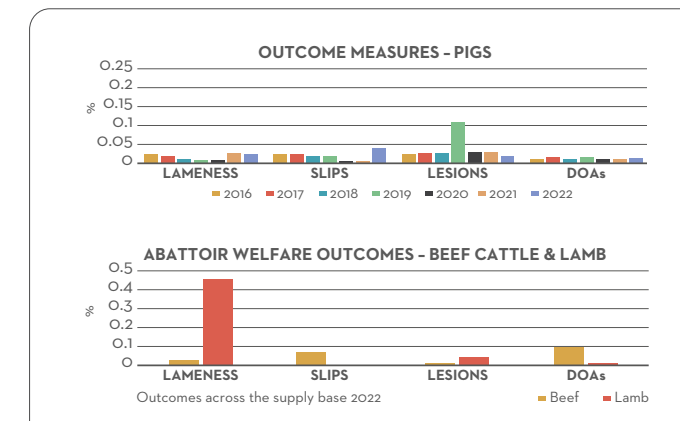 OUTCOME MEASURES – PIGS
%
0.25
0.2
0.15
0.1
0.05
0
LAMENESS SLIPS LESIONS DOAs
2016 2017 2018 2019 2020 2021 2022
ABATTOIR WELFARE OUTCOMES – BEEF CATTLE & LAMB
%
0.5
0.4
0.3
0.2
0.1
0
LAMENESS SLIPS LESIONS DOAs
Outcomes across the supply base 2022 Beef Lamb